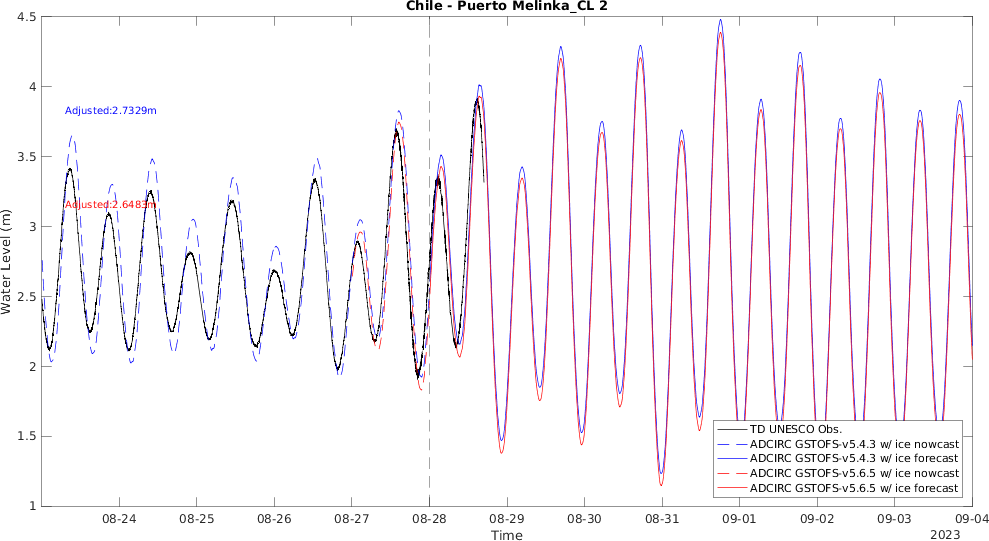 Chile - Puerto Melinka_CL 2
4.5
4
3.5
3
2.5
2
1.5
1
Water Level (m)
Adjusted:2.7329m
Adjusted:2.6483m
TD UNESCO Obs.
ADCIRC GSTOFS-v5.4.3 w/ ice nowcast
ADCIRC GSTOFS-v5.4.3 w/ ice forecast
ADCIRC GSTOFS-v5.6.5 w/ ice nowcast
ADCIRC GSTOFS-v5.6.5 w/ ice forecast
08-24 08-25 08-26 08-27 08-28 08-29 08-30 08-31 09-01 09-02 09-03 09-04
Time
2023